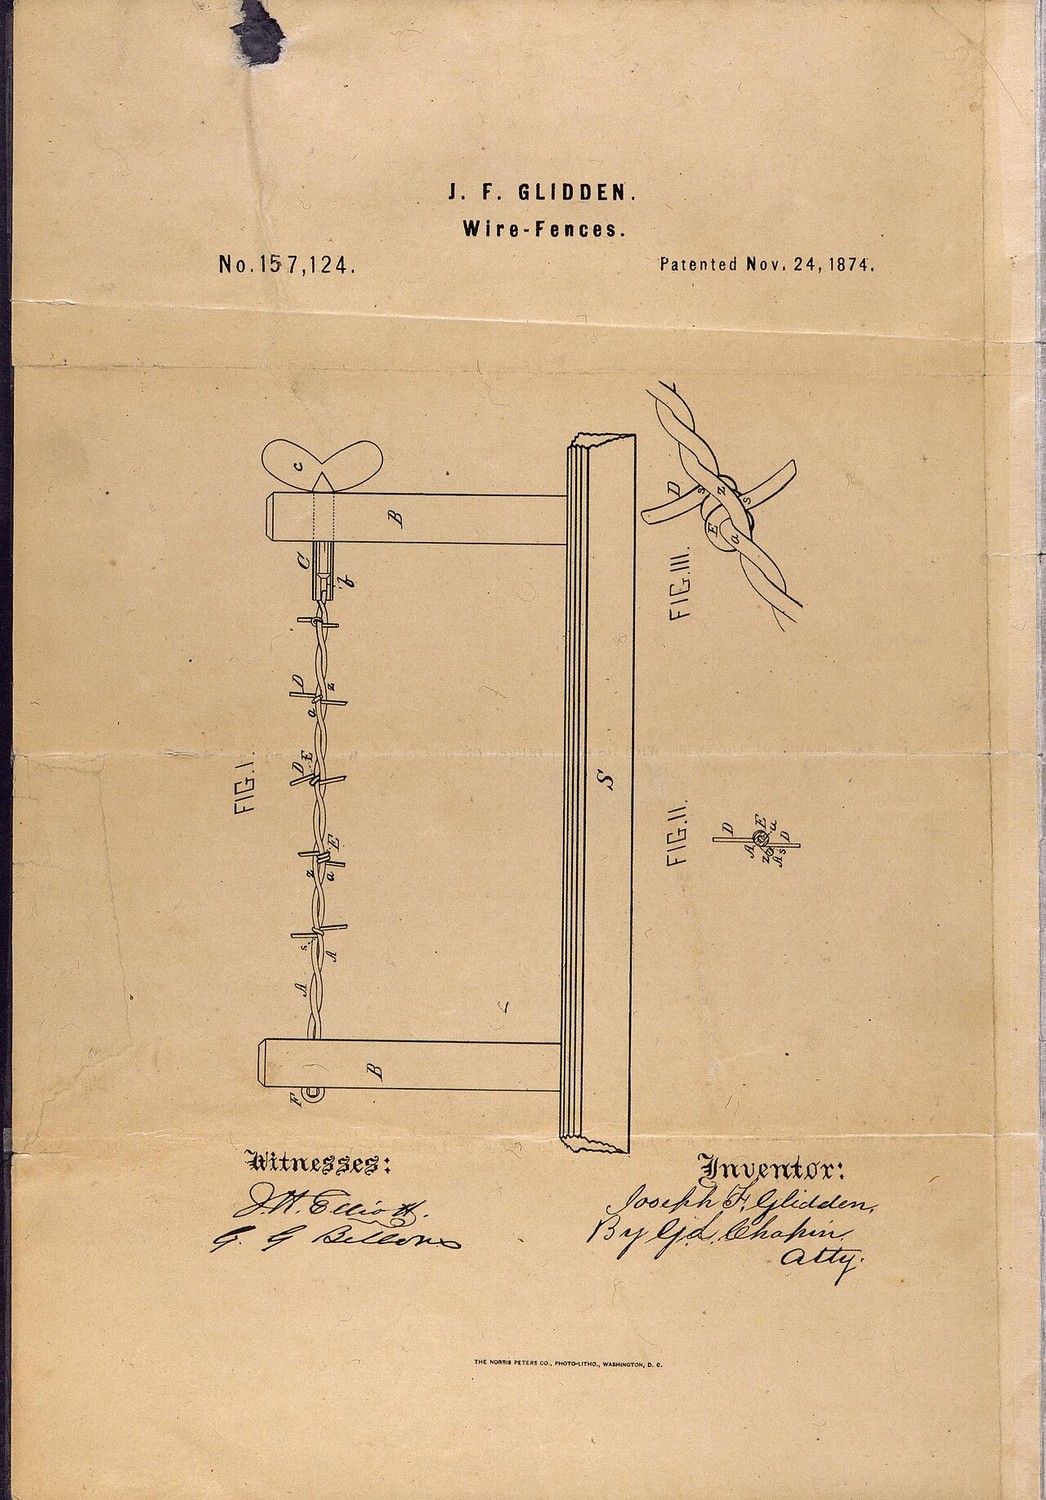 J. F. GLIDDEN.
Wire-Fences.
No. 157,124.
Patented Nov. 24, 1874.
c
B
C
b
D
z
a
D
E
FIG. I.
E
z
a
s
A
A
B
F
S
D
s
z
s
E
a
FIG. III.
FIG. II.
D
E
a
A
z
A
s
D
Witnesses:
J. H. Elliott.
G. G Bellows
Inventor:
Joseph F. Glidden.
By Chapin.
Atty.
THE NORRIS PETERS CO., PHOTO-LITHO., WASHINGTON, D. C.